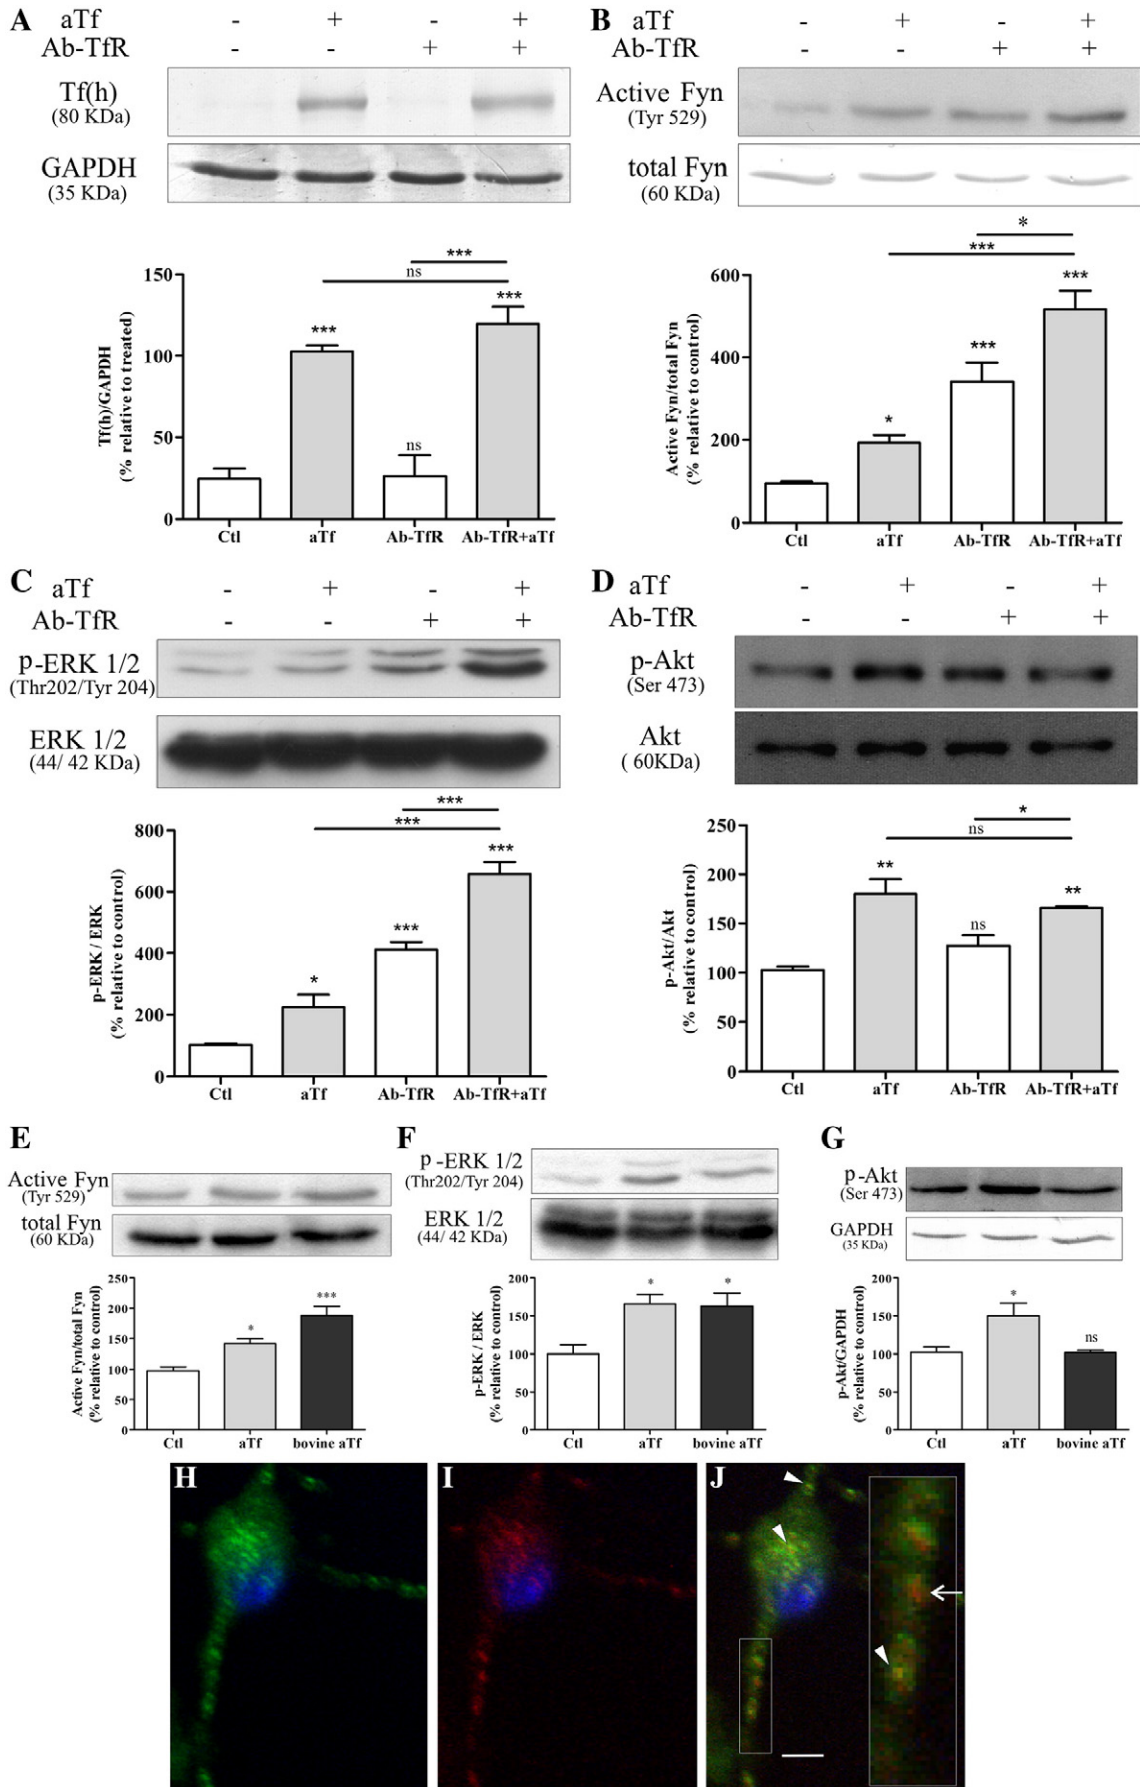 A
aTf - + - +
Ab-TfR - - + +
Tf(h)
(80 KDa)
GAPDH
(35 KDa)
***
ns
150
100
50
0
Tf(h)/GAPDH
(% relative to treated)
***
ns
***
Ctl aTf Ab-TfR Ab-TfR+aTf
B
aTf - + - +
Ab-TfR - - + +
Active Fyn
(Tyr 529)
total Fyn
(60 KDa)
*
***
600
400
200
0
Active Fyn/total Fyn
(% relative to control)
*
***
***
Ctl aTf Ab-TfR Ab-TfR+aTf
C
aTf - + - +
Ab-TfR - - + +
p-ERK 1/2
(Thr202/Tyr 204)
ERK 1/2
(44/ 42 KDa)
***
***
800
600
400
200
0
p-ERK / ERK
(% relative to control)
*
***
***
Ctl aTf Ab-TfR Ab-TfR+aTf
D
aTf - + - +
Ab-TfR - - + +
p-Akt
(Ser 473)
Akt
( 60KDa)
*
ns
250
200
150
100
50
0
p-Akt/Akt
(% relative to control)
**
ns
**
Ctl aTf Ab-TfR Ab-TfR+aTf
E
Active Fyn
(Tyr 529)
total Fyn
(60 KDa)
250
200
150
100
50
0
Active Fyn/total Fyn
(% relative to control)
*
***
Ctl aTf bovine aTf
F
p -ERK 1/2
(Thr202/Tyr 204)
ERK 1/2
(44/ 42 KDa)
200
150
100
50
0
p-ERK / ERK
(% relative to control)
*
*
Ctl aTf bovine aTf
G
p-Akt
(Ser 473)
GAPDH
(35 KDa)
200
150
100
50
0
p-Akt/GAPDH
(% relative to control)
*
ns
Ctl aTf bovine aTf
H
I
J